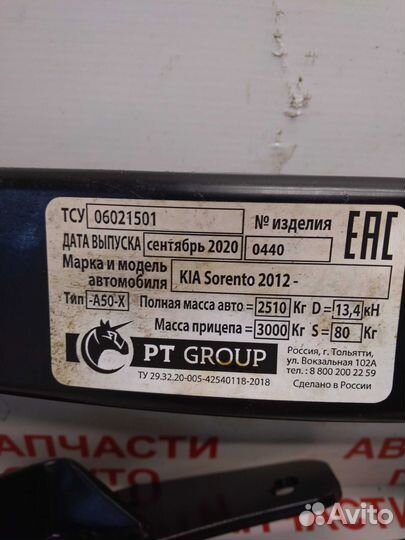 ТСУ 06021501 № изделия EAC
ДАТА ВЫПУСКА сентябрь 2020 0440
Марка и модель автомобиля KIA Sorento 2012 -
Тип -A50-X Полная масса авто = 2510 Кг D = 13,4 кН
Масса прицепа = 3000 Кг S = 80 Кг
PT GROUP
ТУ 29.32.20-005-42540118-2018
Россия, г. Тольятти,
ул. Вокзальная 102А
тел.: 8 800 200 22 59
Сделано в России
АПЧАСТИ
АВТО
ЗАПЧАСТИ
Avito